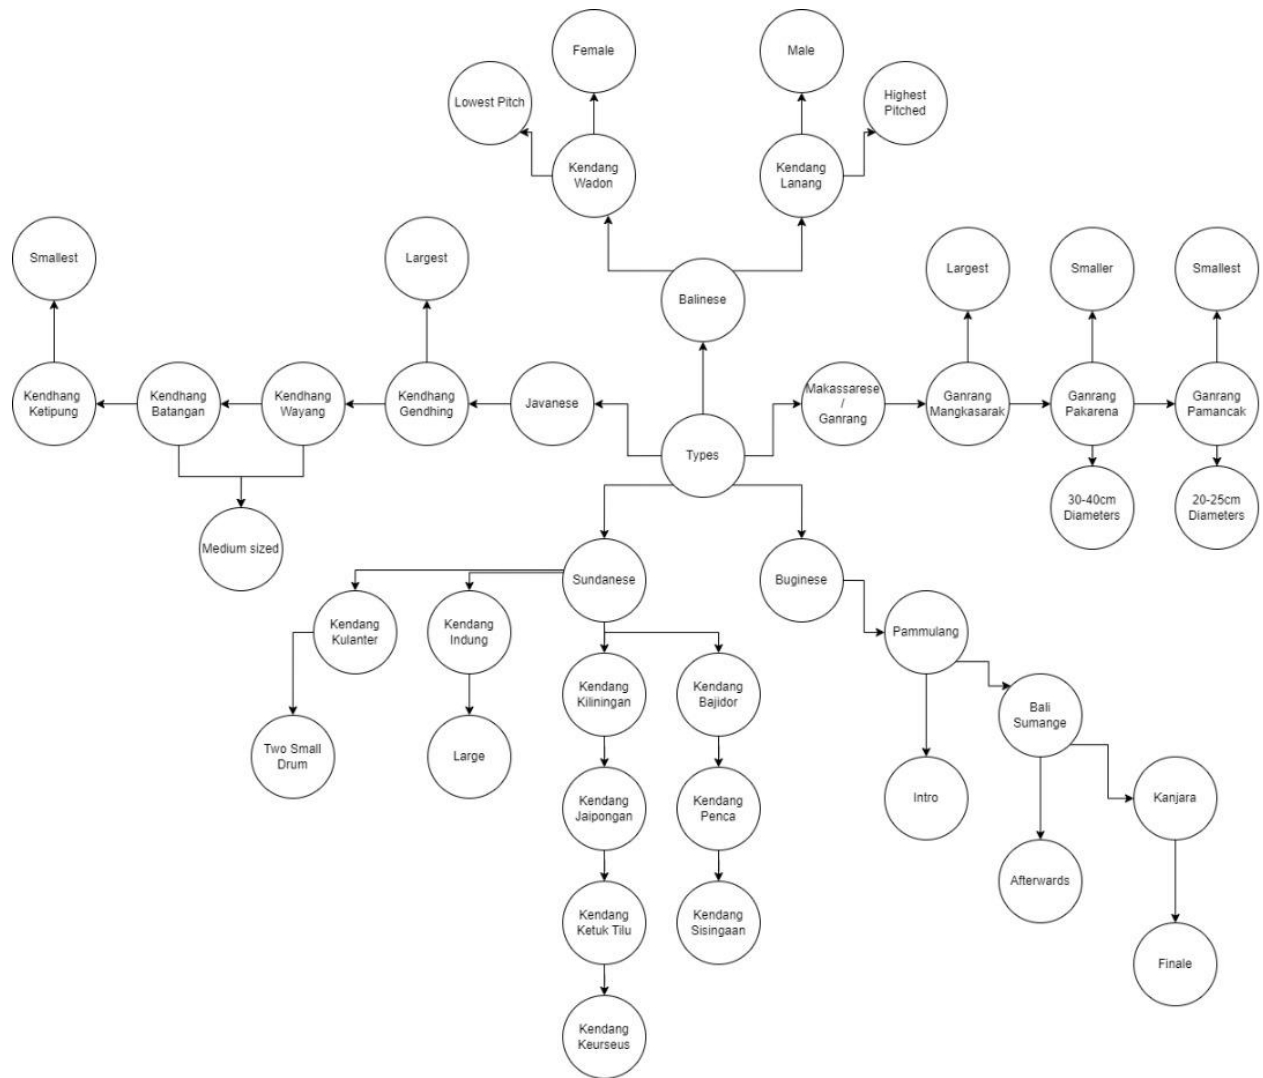 Female
Male
Lowest Pitch
Highest
Pitched
Kendang
Wadon
Kendang
Lanang
Smallest
Largest
Balinese
Largest
Smaller
Smallest
Kendhang
Ketipung
Kendhang
Batangan
Kendhang
Wayang
Kendhang
Gendhing
Javanese
Types
Makassarese
/
Ganrang
Ganrang
Mangkasarak
Ganrang
Pakarena
Ganrang
Pamancak
30-40cm
Diameters
20-25cm
Diameters
Medium sized
Sundanese
Buginese
Kendang
Kulanter
Kendang
Indung
Kendang
Kiliningan
Kendang
Bajidor
Pammulang
Bali
Sumange
Two Small
Drum
Large
Kendang
Jaipongan
Kendang
Penca
Intro
Kanjara
Afterwards
Kendang
Ketuk Tilu
Kendang
Sisingaan
Finale
Kendang
Keurseus